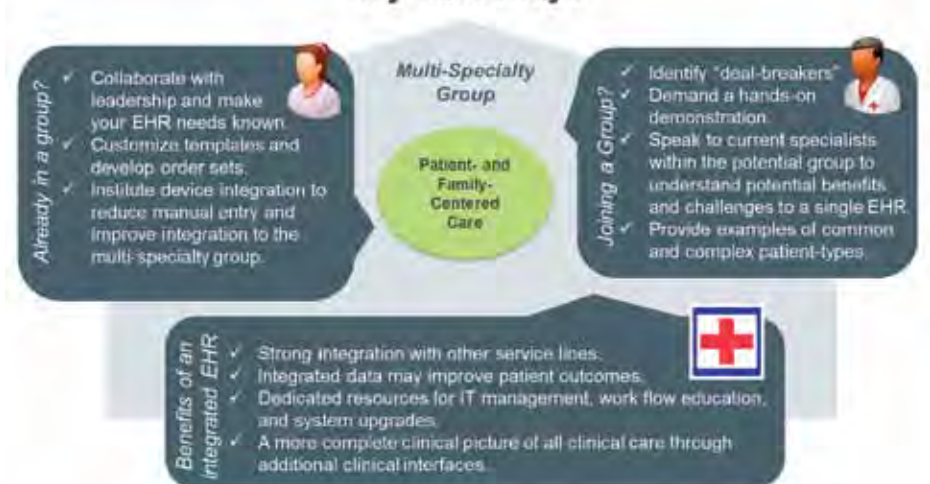 Already in a group?
✓ Collaborate with
leadership and make
your EHR needs known.
✓ Customize templates and
develop order sets.
✓ Institute device integration to
reduce manual entry and
improve integration to the
multi-specialty group.
Multi-Specialty
Group
Patient- and
Family-
Centered
Care
Joining a Group?
✓ Identify "deal-breakers"
✓ Demand a hands-on
demonstration.
✓ Speak to current specialists
within the potential group to
understand potential benefits
and challenges to a single EHR.
✓ Provide examples of common
and complex patient-types.
Benefits of an
integrated EHR
✓ Strong integration with other service lines.
✓ Integrated data may improve patient outcomes.
✓ Dedicated resources for IT management, work flow education,
and system upgrades.
✓ A more complete clinical picture of all clinical care through
additional clinical interfaces.